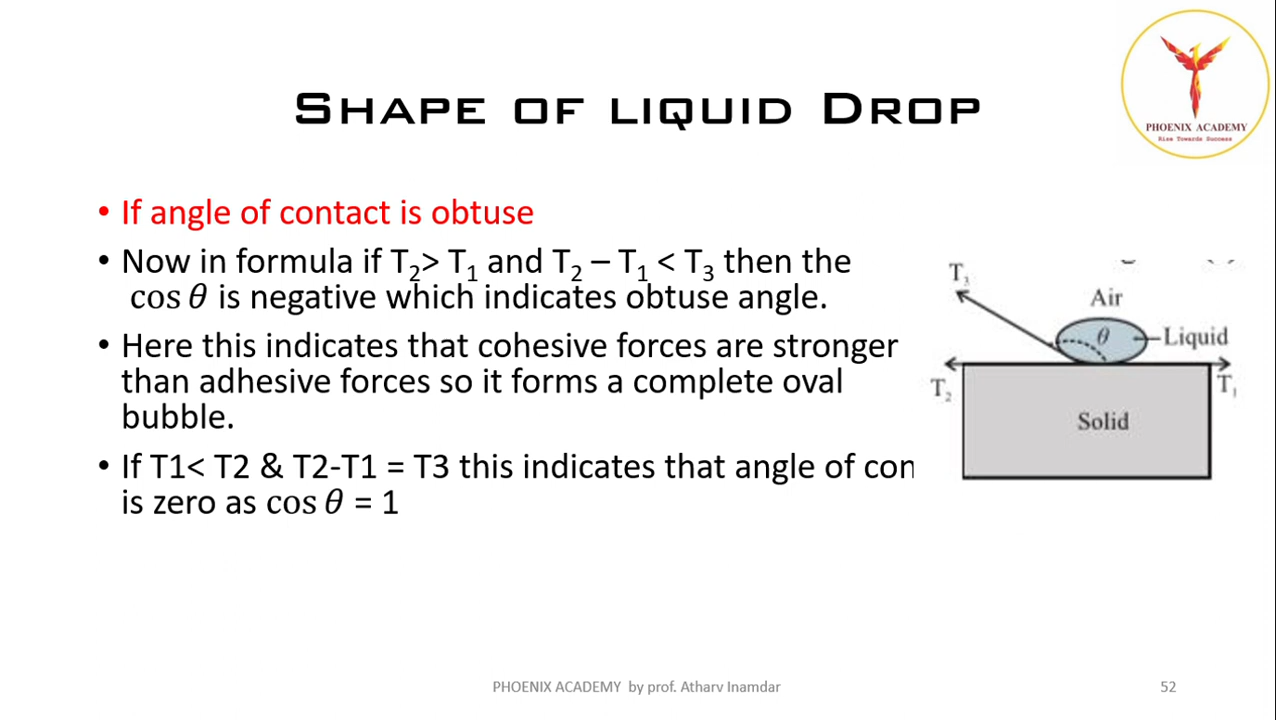 PHOENIX ACADEMY
Rise Towards Success
SHAPE OF LIQUID DROP
• If angle of contact is obtuse
• Now in formula if T₂> T₁ and T₂ – T₁ < T₃ then the
cos θ is negative which indicates obtuse angle.
• Here this indicates that cohesive forces are stronger
than adhesive forces so it forms a complete oval
bubble.
• If T1< T2 & T2-T1 = T3 this indicates that angle of con
is zero as cos θ = 1
T₃
Air
θ
Liquid
T₂
T₁
Solid
PHOENIX ACADEMY by prof. Atharv Inamdar
52